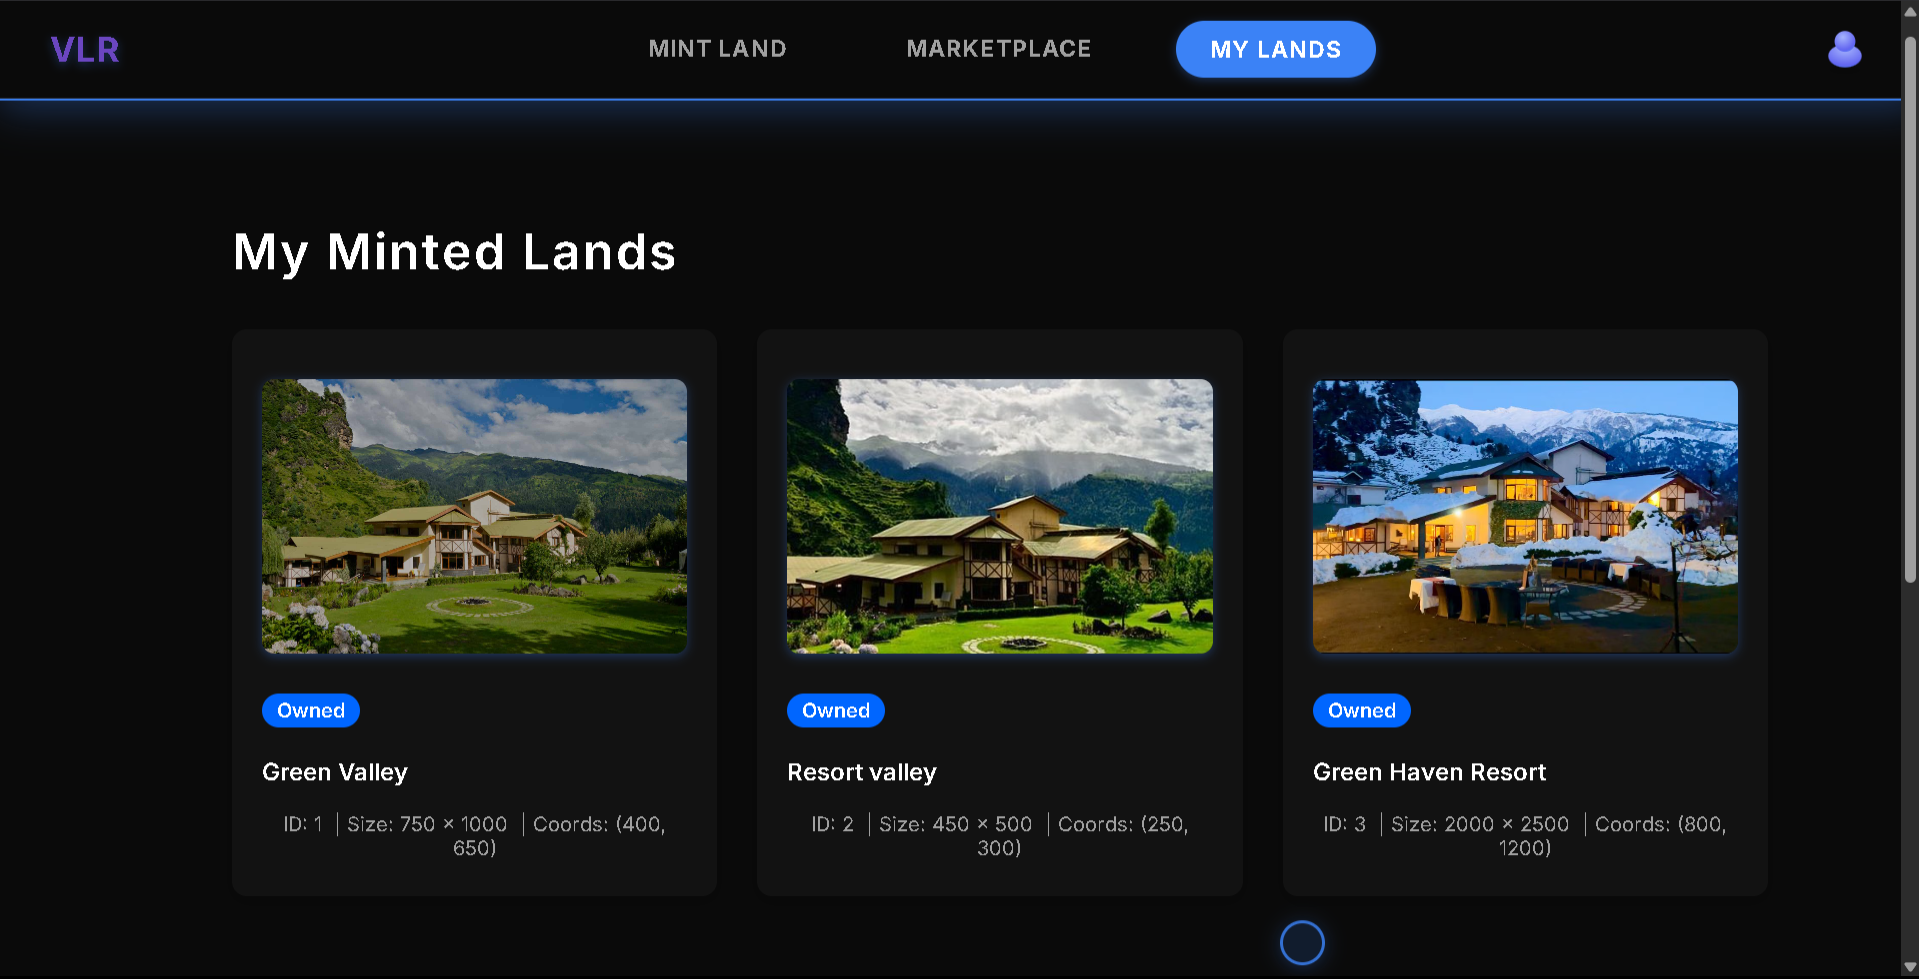 VLR
MINT LAND
MARKETPLACE
MY LANDS
My Minted Lands
Owned
Green Valley
ID: 1 | Size: 750 × 1000 | Coords: (400,
650)
Owned
Resort valley
ID: 2 | Size: 450 × 500 | Coords: (250,
300)
Owned
Green Haven Resort
ID: 3 | Size: 2000 × 2500 | Coords: (800,
1200)